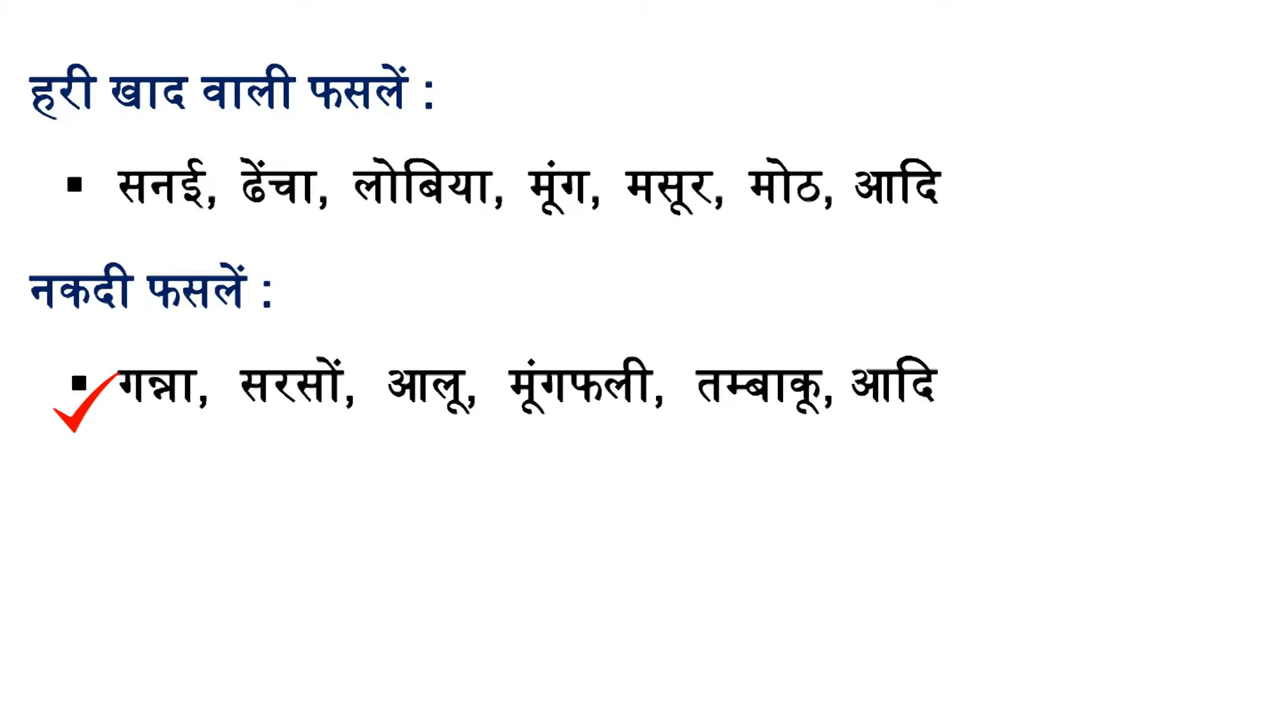 हरी खाद वाली फसलें :
▪ सनई, ढेंचा, लोबिया, मूंग, मसूर, मोठ, आदि
नकदी फसलें :
▪ गन्ना, सरसों, आलू, मूंगफली, तम्बाकू, आदि